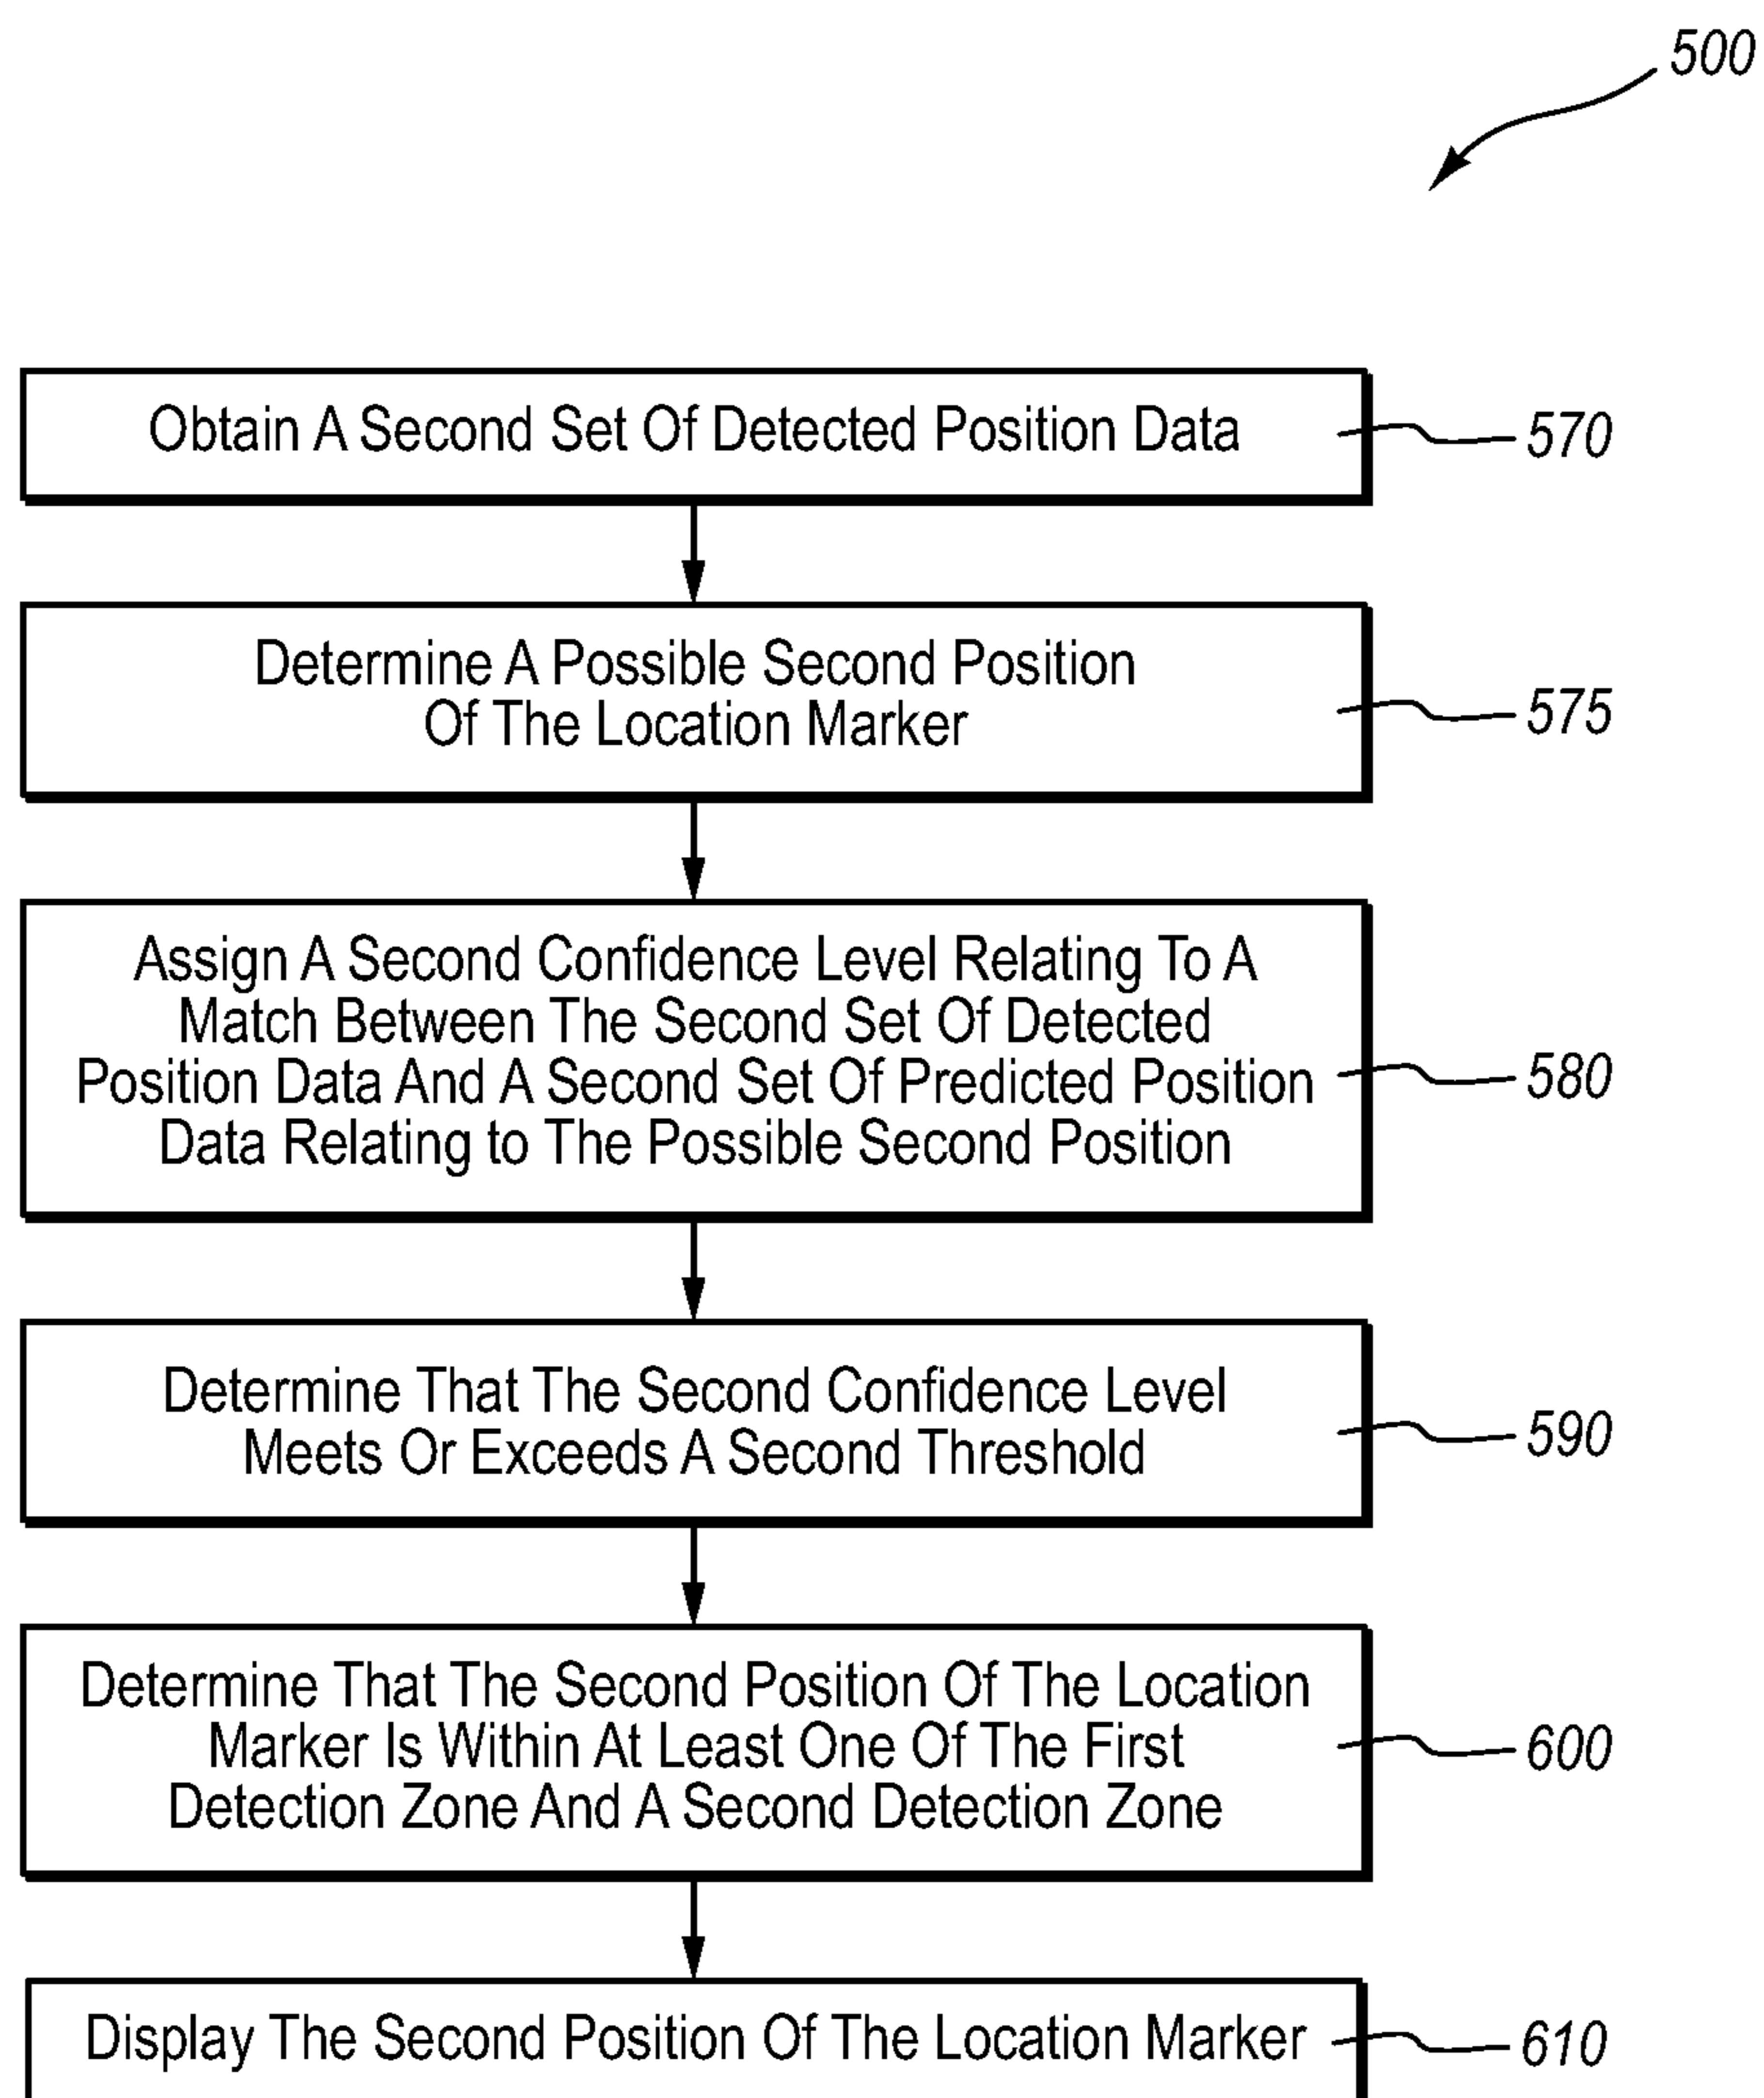 500
Obtain A Second Set Of Detected Position Data
570
Determine A Possible Second Position
Of The Location Marker
575
Assign A Second Confidence Level Relating To A
Match Between The Second Set Of Detected
Position Data And A Second Set Of Predicted Position
Data Relating to The Possible Second Position
580
Determine That The Second Confidence Level
Meets Or Exceeds A Second Threshold
590
Determine That The Second Position Of The Location
Marker Is Within At Least One Of The First
Detection Zone And A Second Detection Zone
600
Display The Second Position Of The Location Marker
610